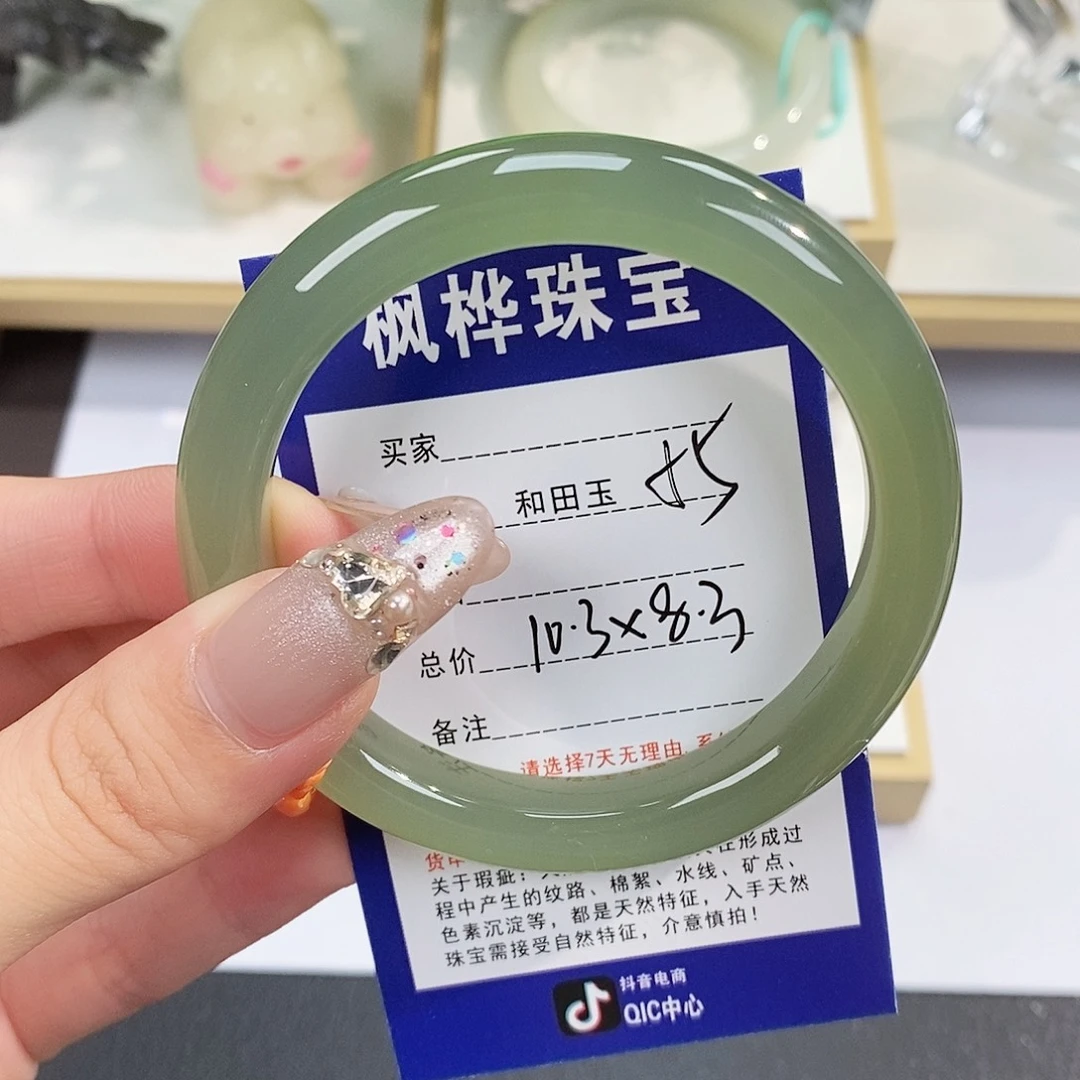 枫桦珠宝
买家
和田玉
总价 10.3×8.3
备注
请选择7天无理由
关于瑕疵：
程中产生的纹路、棉絮、水线、矿点、
色素沉淀等，都是天然特征，入手天然
珠宝需接受自然特征，介意慎拍！
抖音电商
QIC中心